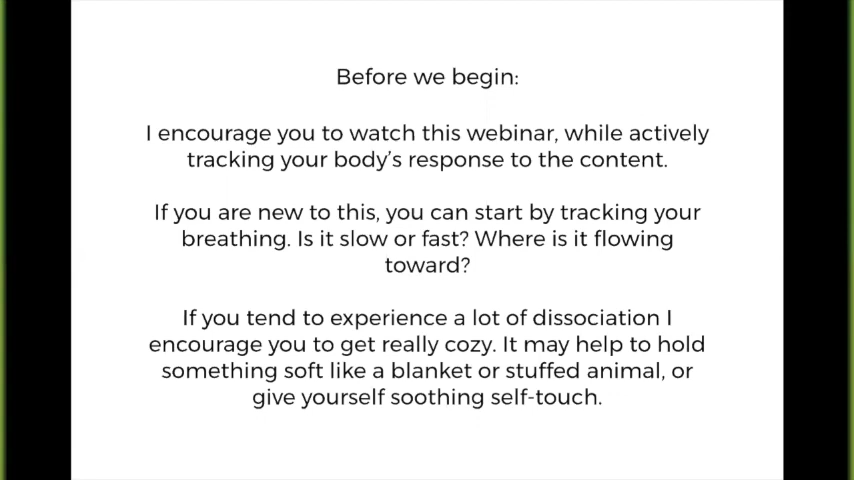 Before we begin:
I encourage you to watch this webinar, while actively
tracking your body's response to the content.
If you are new to this, you can start by tracking your
breathing. Is it slow or fast? Where is it flowing
toward?
If you tend to experience a lot of dissociation I
encourage you to get really cozy. It may help to hold
something soft like a blanket or stuffed animal, or
give yourself soothing self-touch.